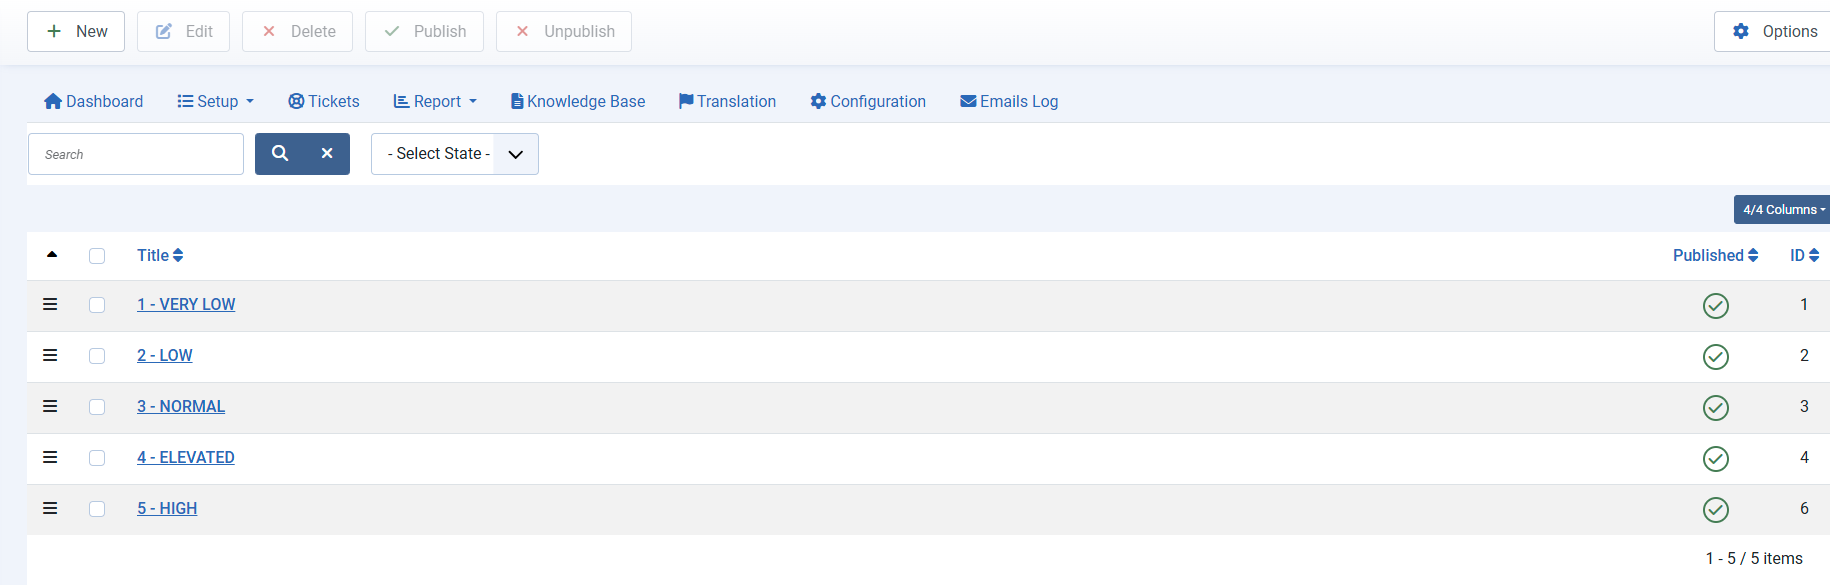 New Edit Delete Publish Unpublish Options
Dashboard Setup Tickets Report Knowledge Base Translation Configuration Emails Log
Search - Select State -
4/4 Columns
Title Published ID
1 - VERY LOW 1
2 - LOW 2
3 - NORMAL 3
4 - ELEVATED 4
5 - HIGH 6
1 - 5 / 5 items